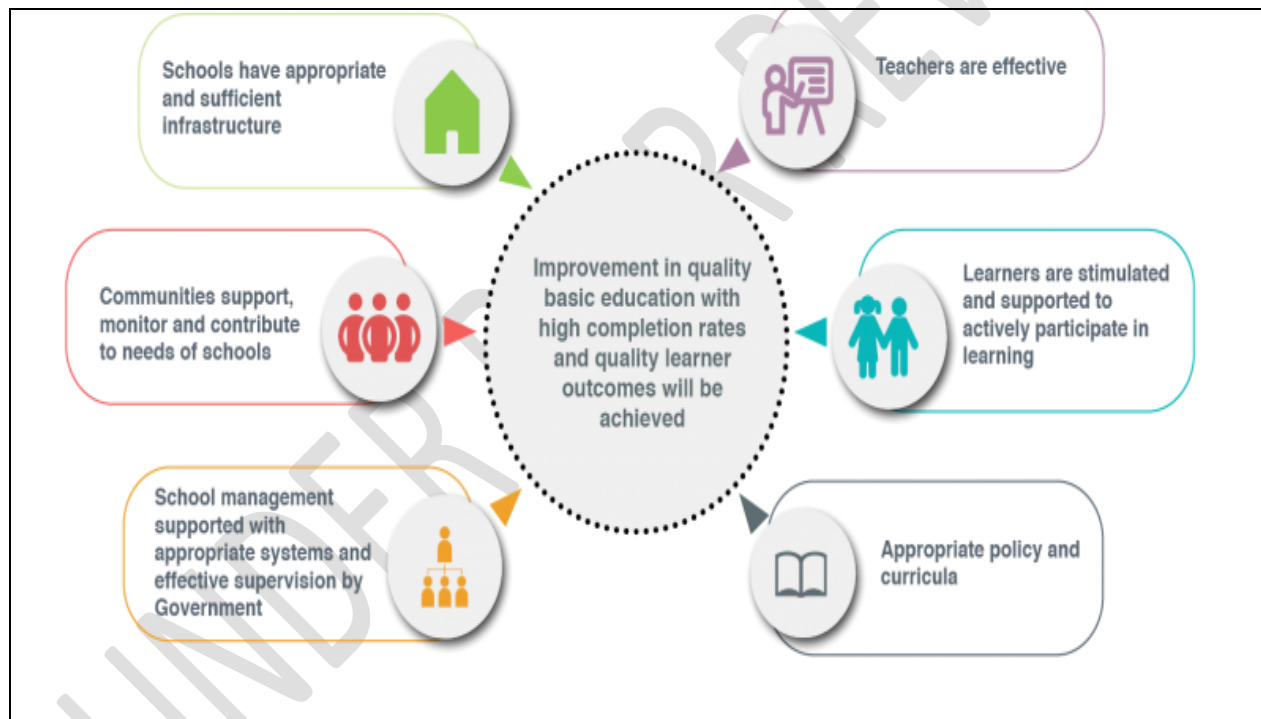 Schools have appropriate
and sufficient
infrastructure
Teachers are effective
Communities support,
monitor and contribute
to needs of schools
Improvement in quality
basic education with
high completion rates
and quality learner
outcomes will be
achieved
Learners are stimulated
and supported to
actively participate in
learning
School management
supported with
appropriate systems and
effective supervision by
Government
Appropriate policy and
curricula
UNDER PEER REV